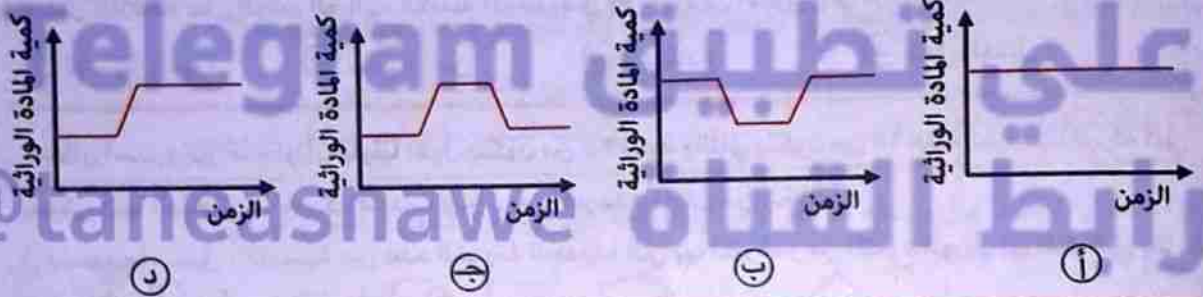 علي تطبيق Telegram
رابط القناة @taneasnawe
كمية المادة الوراثية
الزمن
أ
كمية المادة الوراثية
الزمن
ب
كمية المادة الوراثية
الزمن
ج
كمية المادة الوراثية
الزمن
د